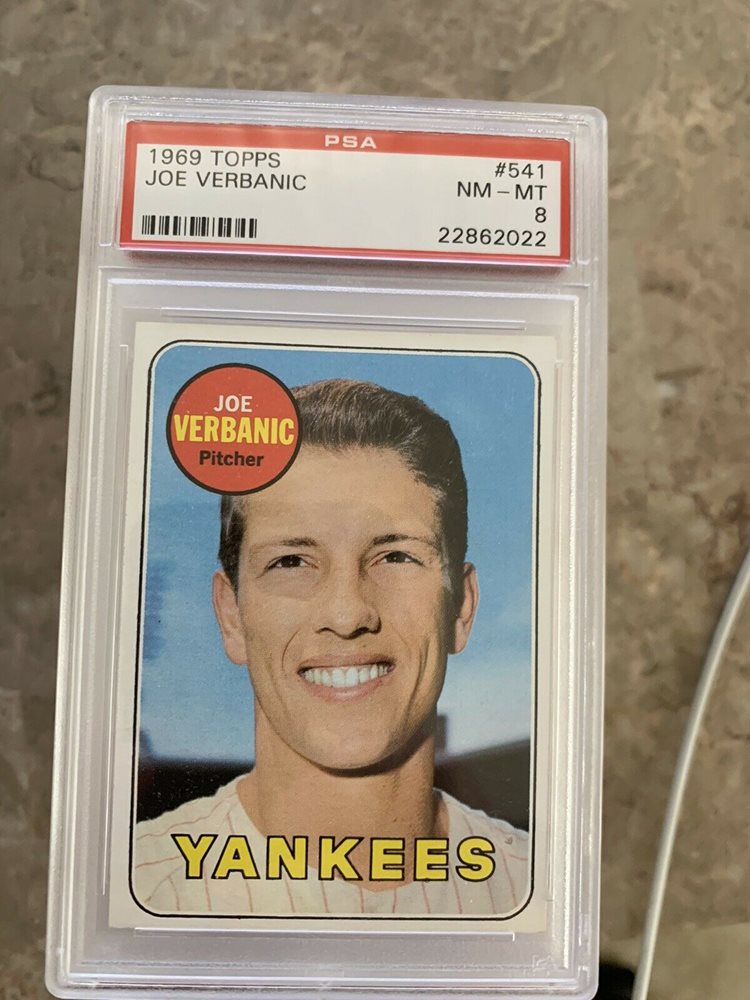 PSA
1969 TOPPS
#541
JOE VERBANIC
NM - MT
8
22862022
JOE
VERBANIC
Pitcher
YANKEES